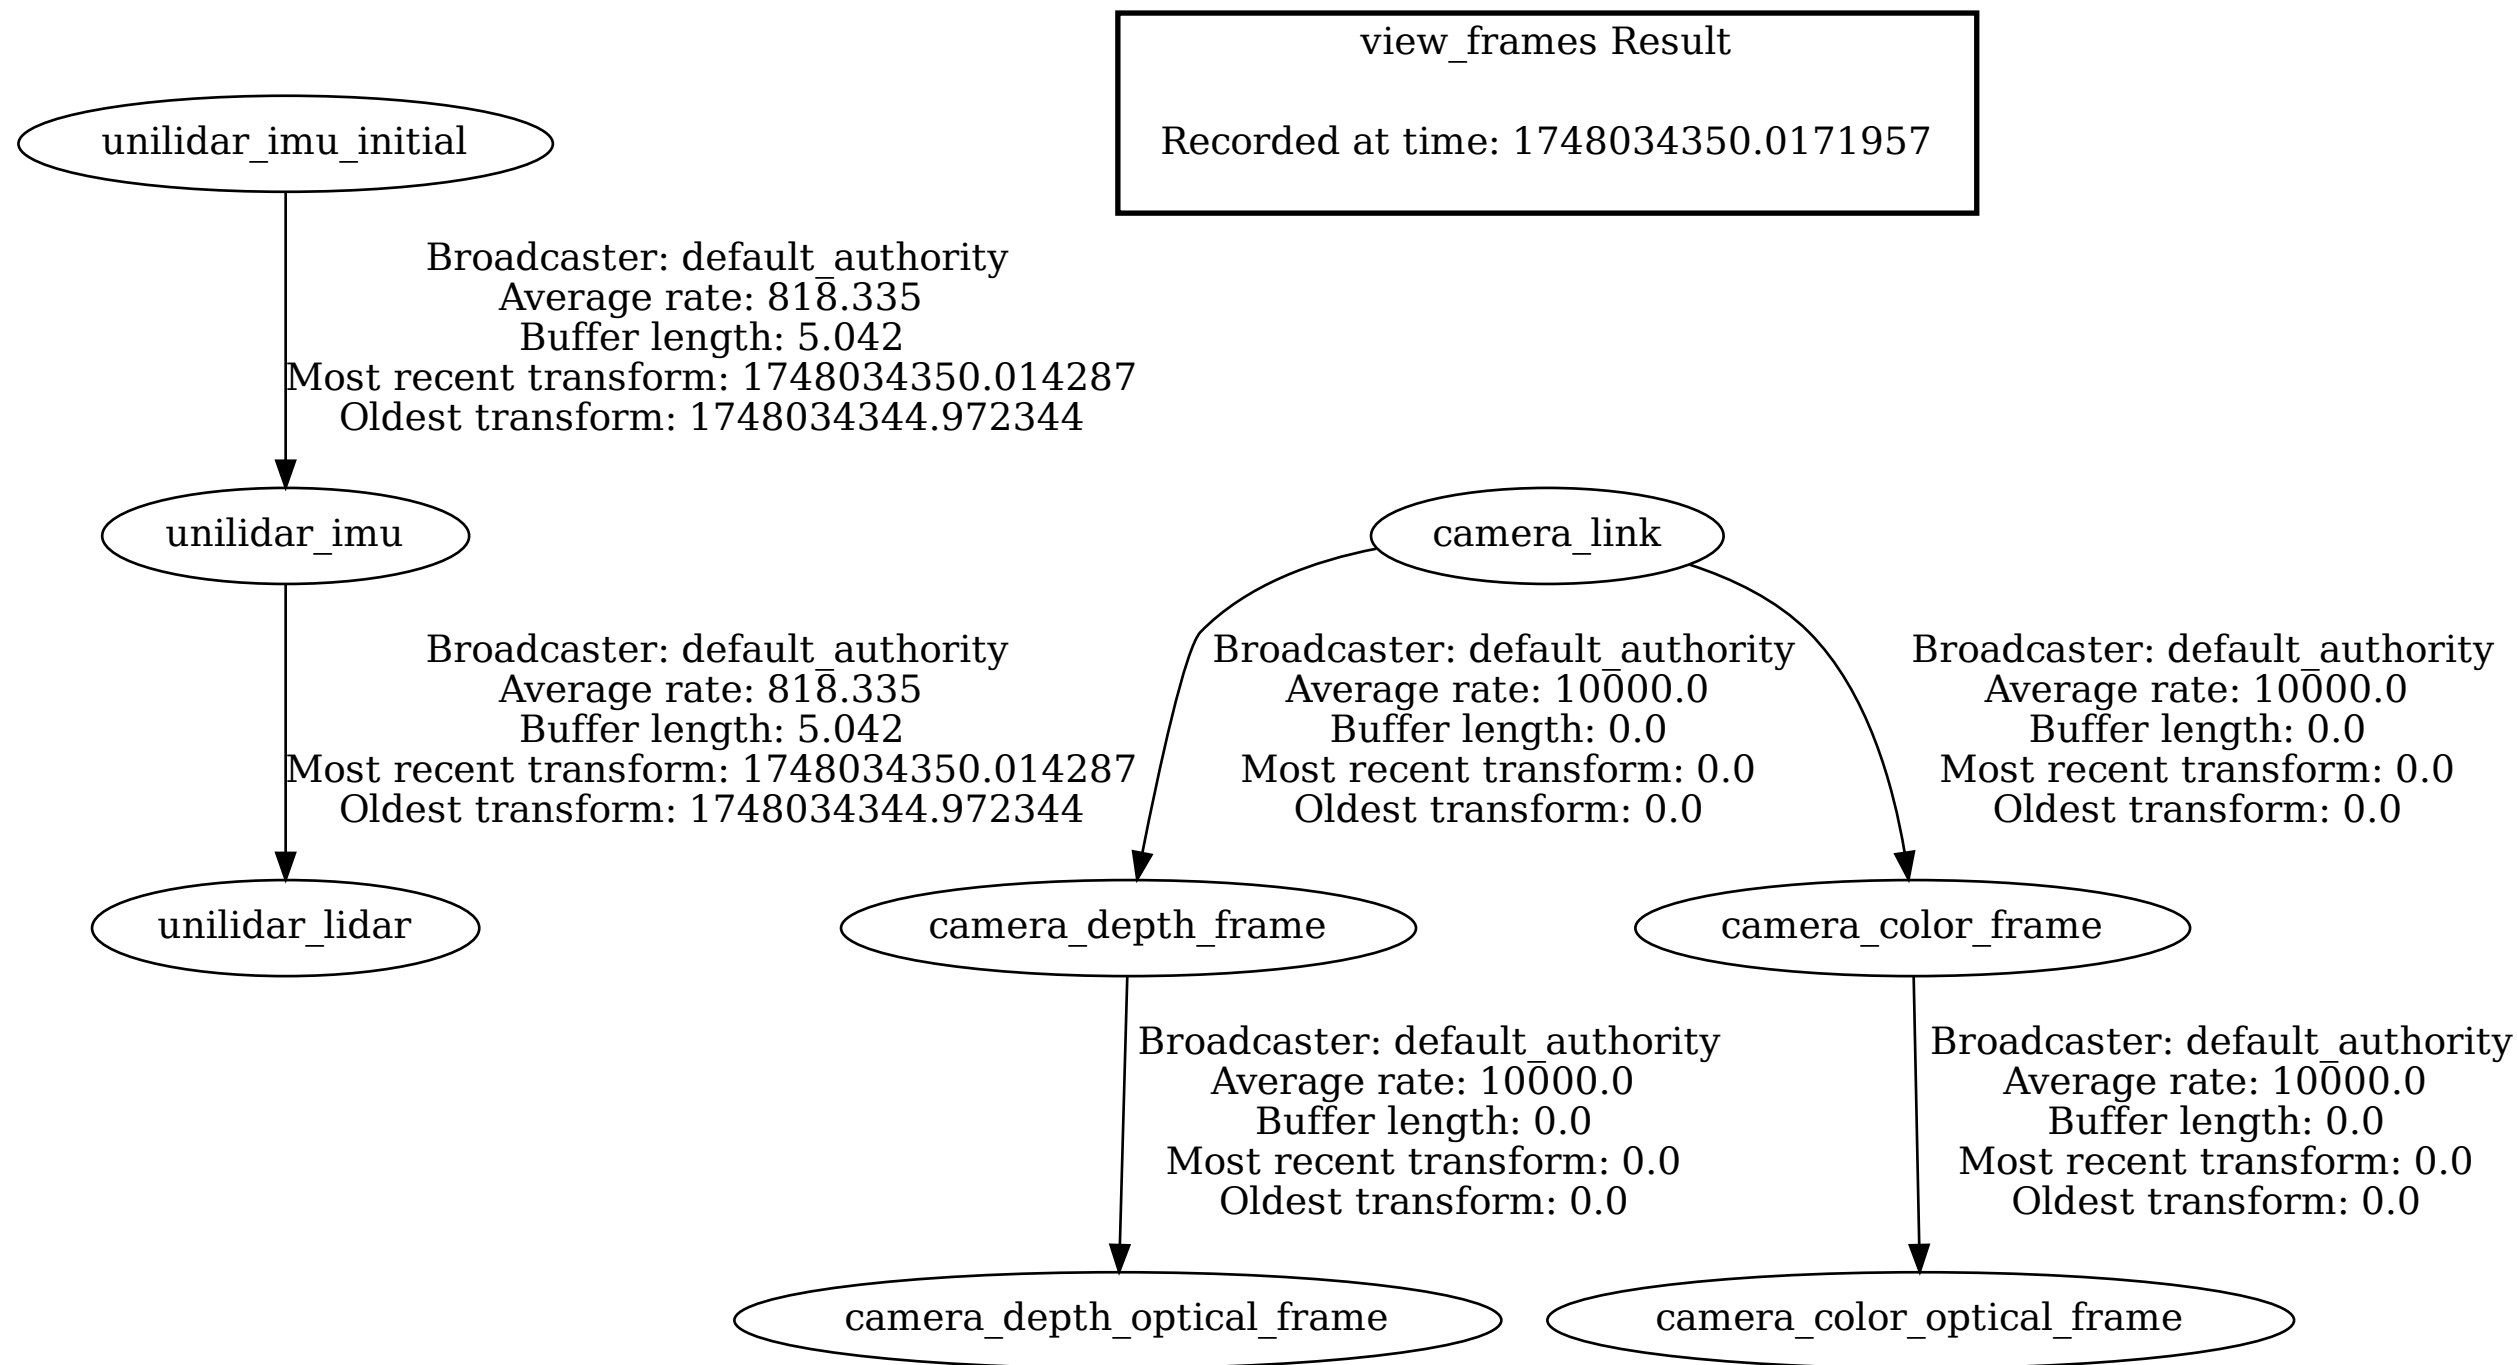 view_frames Result
Recorded at time: 1748034350.0171957
unilidar_imu_initial
Broadcaster: default_authority
Average rate: 818.335
Buffer length: 5.042
Most recent transform: 1748034350.014287
Oldest transform: 1748034344.972344
unilidar_imu
camera_link
Broadcaster: default_authority
Average rate: 818.335
Buffer length: 5.042
Most recent transform: 1748034350.014287
Oldest transform: 1748034344.972344
Broadcaster: default_authority
Average rate: 10000.0
Buffer length: 0.0
Most recent transform: 0.0
Oldest transform: 0.0
Broadcaster: default_authority
Average rate: 10000.0
Buffer length: 0.0
Most recent transform: 0.0
Oldest transform: 0.0
unilidar_lidar
camera_depth_frame
camera_color_frame
Broadcaster: default_authority
Average rate: 10000.0
Buffer length: 0.0
Most recent transform: 0.0
Oldest transform: 0.0
Broadcaster: default_authority
Average rate: 10000.0
Buffer length: 0.0
Most recent transform: 0.0
Oldest transform: 0.0
camera_depth_optical_frame
camera_color_optical_frame